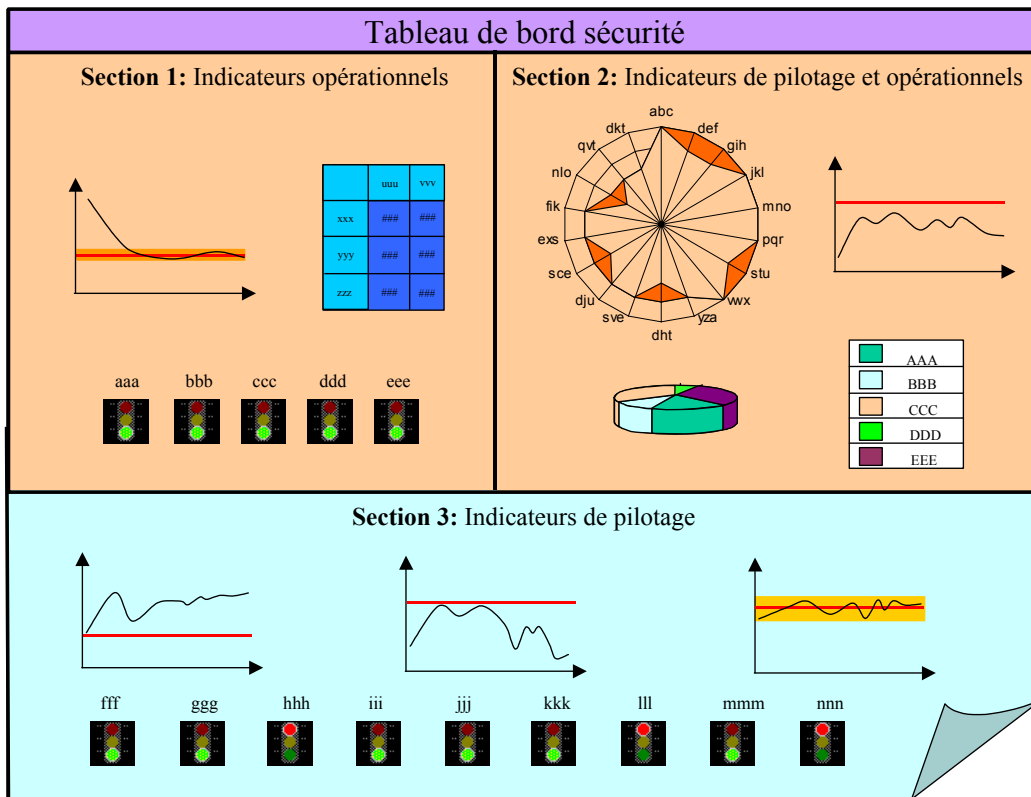 Tableau de bord sécurité
Section 1: Indicateurs opérationnels
uuu vvv
xxx ### ###
yyy ### ###
zzz ### ###
aaa bbb ccc ddd eee
Section 2: Indicateurs de pilotage et opérationnels
abc
def
gih
jkl
mno
pqr
stu
vwx
yza
dht
sve
dju
sce
exs
fik
nlo
qvt
dkt
AAA
BBB
CCC
DDD
EEE
Section 3: Indicateurs de pilotage
fff ggg hhh iii jjj kkk lll mmm nnn